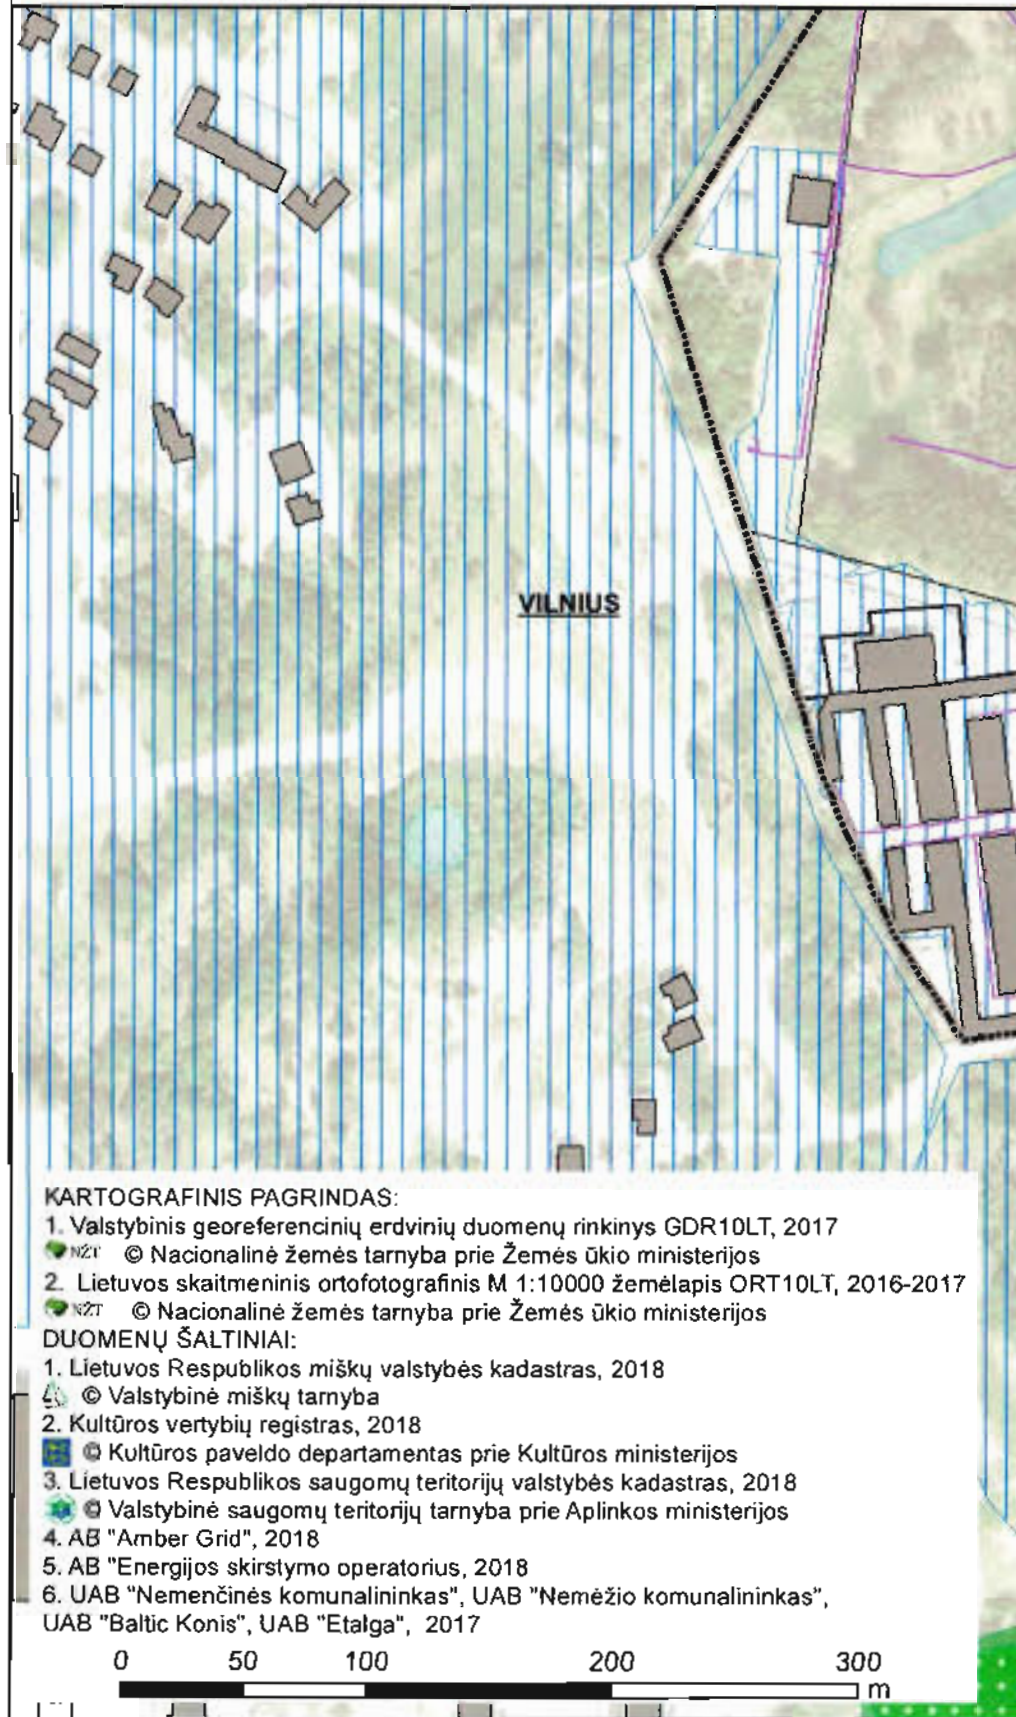 VILNIUS
KARTOGRAFINIS PAGRINDAS:
1. Valstybinis georeferencinių erdvinių duomenų rinkinys GDR10LT, 2017
NŽT © Nacionalinė žemės tarnyba prie Žemės ūkio ministerijos
2. Lietuvos skaitmeninis ortofotografinis M 1:10000 žemėlapis ORT10LT, 2016-2017
NŽT © Nacionalinė žemės tarnyba prie Žemės ūkio ministerijos
DUOMENŲ ŠALTINIAI:
1. Lietuvos Respublikos miškų valstybės kadastras, 2018
© Valstybinė miškų tarnyba
2. Kultūros vertybių registras, 2018
© Kultūros paveldo departamentas prie Kultūros ministerijos
3. Lietuvos Respublikos saugomų teritorijų valstybės kadastras, 2018
© Valstybinė saugomų teritorijų tarnyba prie Aplinkos ministerijos
4. AB "Amber Grid", 2018
5. AB "Energijos skirstymo operatorius, 2018
6. UAB "Nemenčinės komunalininkas", UAB "Nemėžio komunalininkas",
UAB "Baltic Konis", UAB "Etalga", 2017
0 50 100 200 300
m